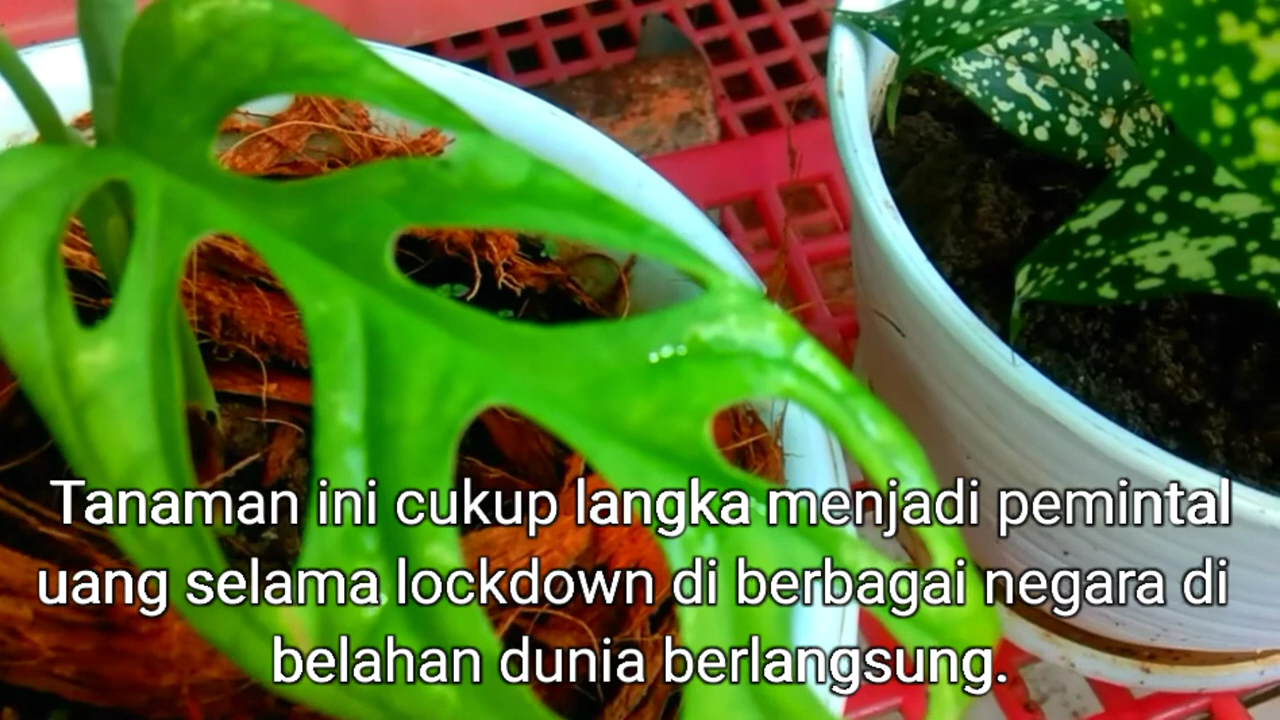 Tanaman ini cukup langka menjadi pemintal
uang selama lockdown di berbagai negara di
belahan dunia berlangsung.